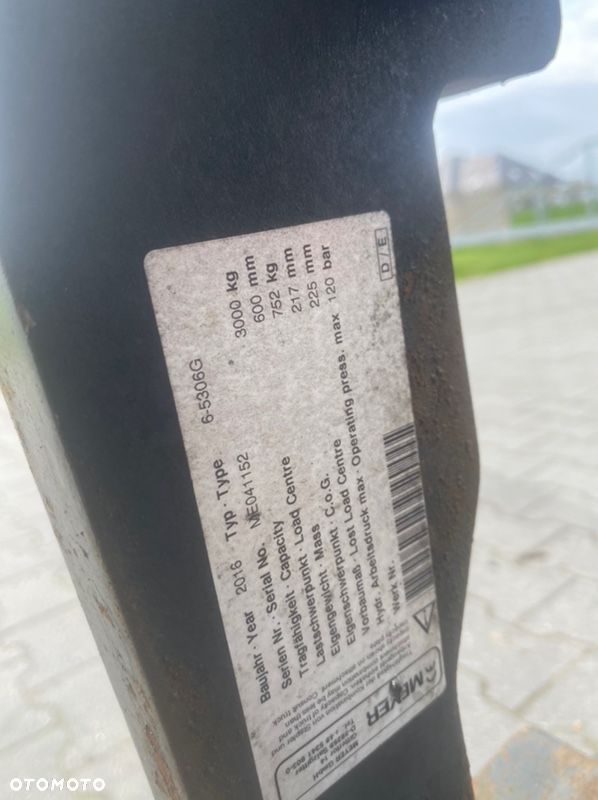 Baujahr · Year 2016 Typ · Type 6-5306G
Serien Nr · Serial No. ME041152
Tragfähigkeit · Capacity 3000 kg
Lastschwerpunkt · Load Centre 600 mm
Eigengewicht · Mass 752 kg
Eigenschwerpunkt · C.o.G. 217 mm
Vorbaumaß · Lost Load Centre 225 mm
Hydr. Arbeitsdruck max · Operating press: max 120 bar
Werk Nr.
D / E
MEYER
MEYER GmbH
OTOMOTO